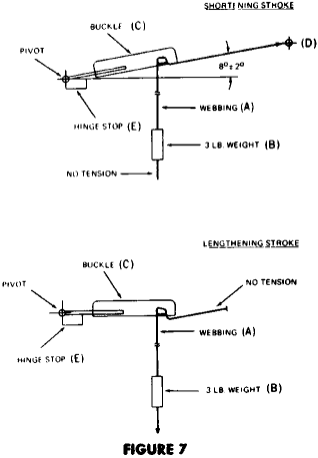 SHORTENING STROKE
BUCKLE (C)
(D)
PIVOT
8° ± 2°
WEBBING (A)
HINGE STOP (E)
3 LB. WEIGHT (B)
NO TENSION
LENGTHENING STROKE
BUCKLE (C)
NO TENSION
PIVOT
WEBBING (A)
HINGE STOP (E)
3 LB. WEIGHT (B)
FIGURE 7